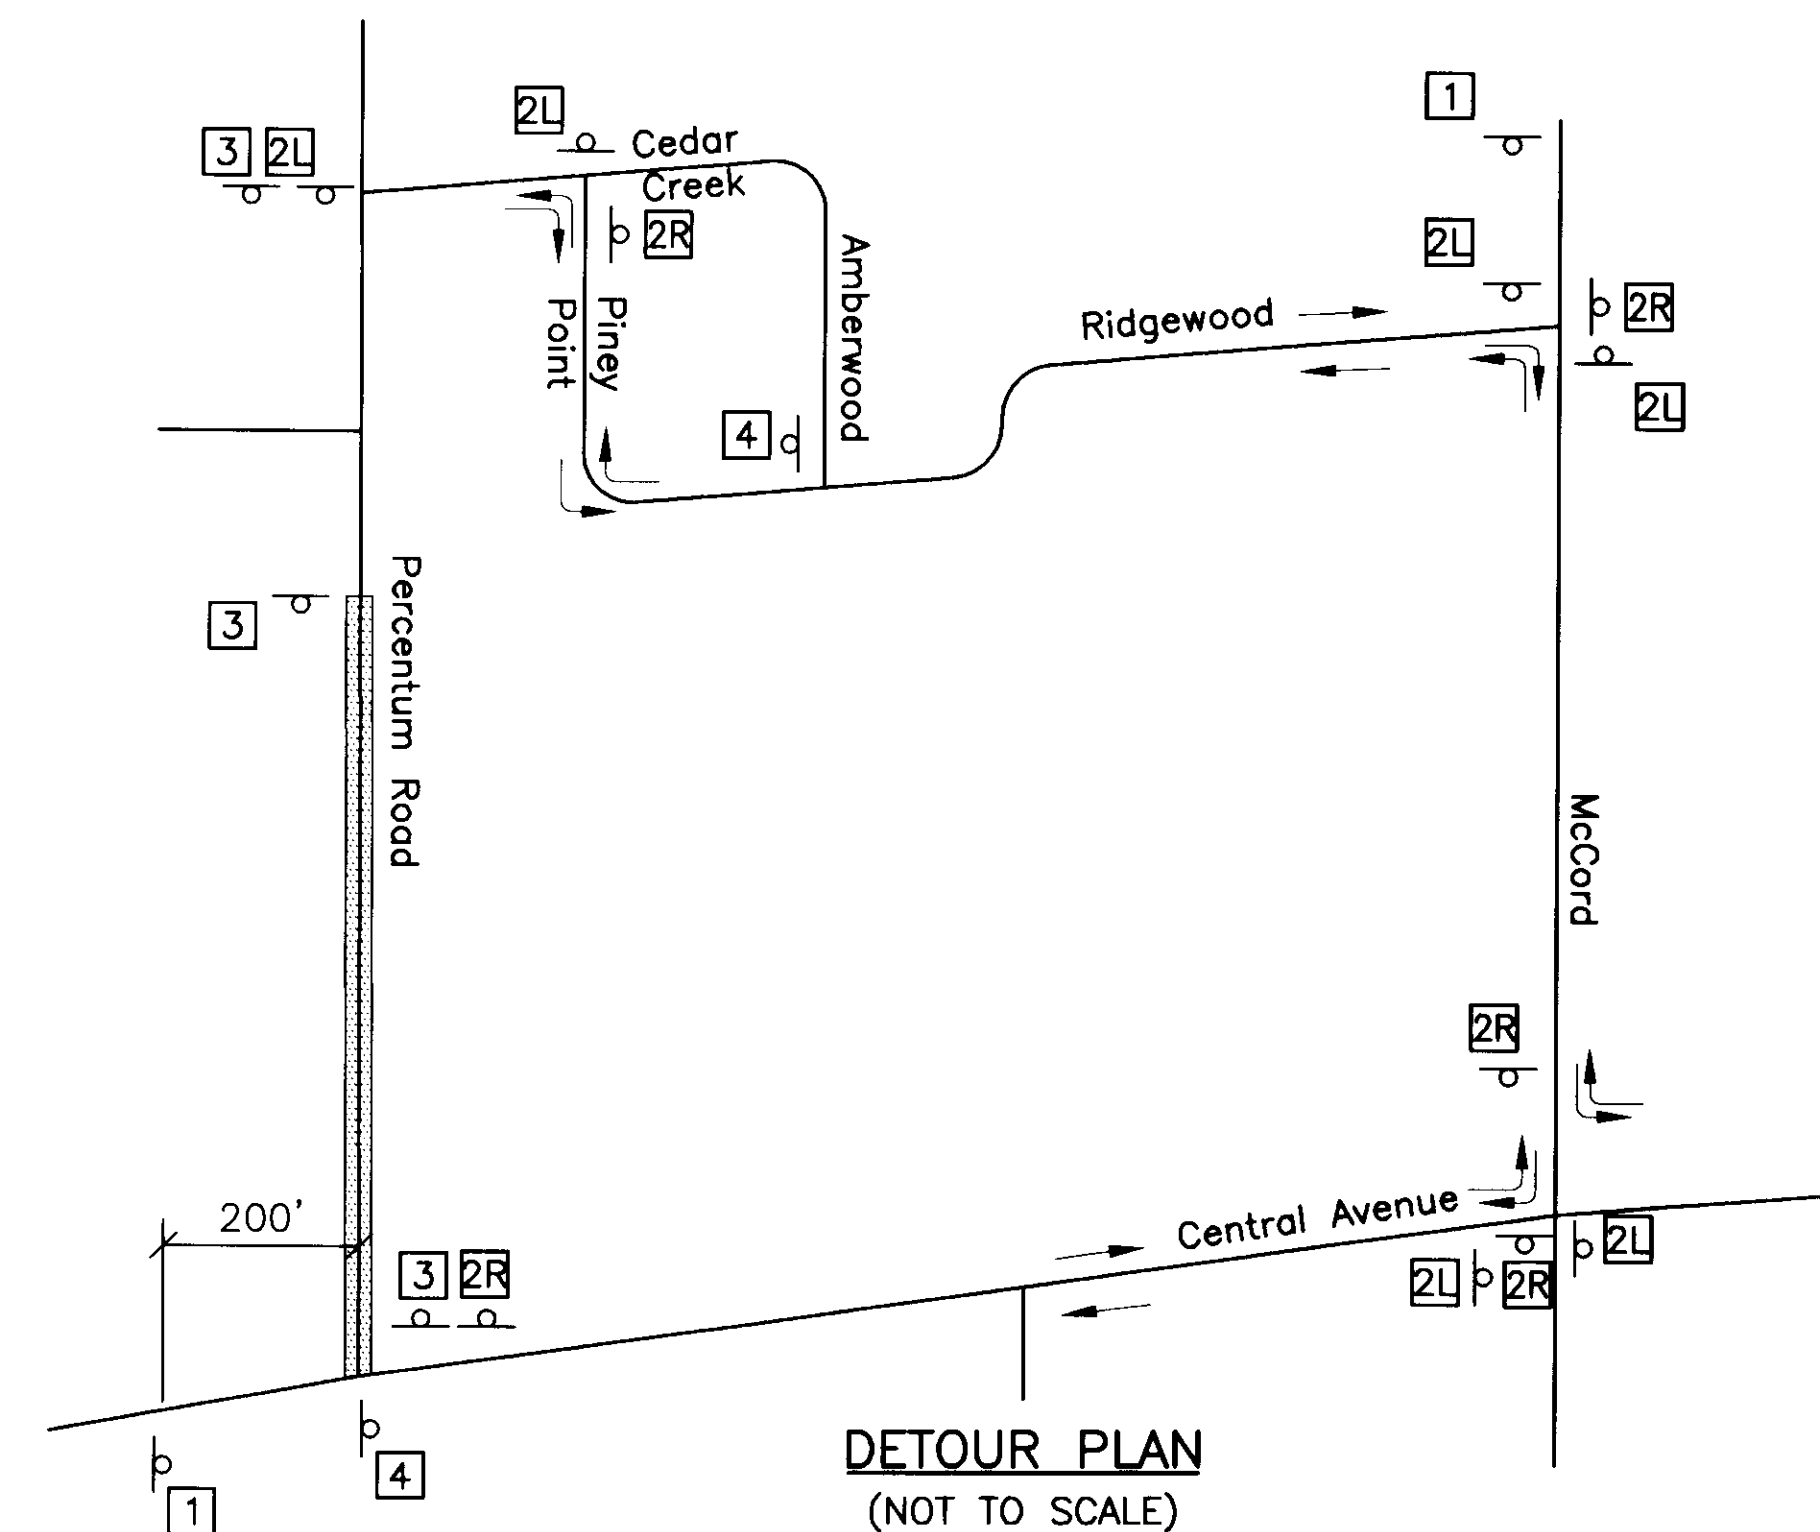 1
2L
Cedar
Creek
3 2L
2R
2L
Amberwood
Piney
Point
Ridgewood
2R
2L
4
Percentum Road
3
McCord
2R
200'
Central Avenue
2L
3 2R
2L 2R
4
1
DETOUR PLAN
(NOT TO SCALE)